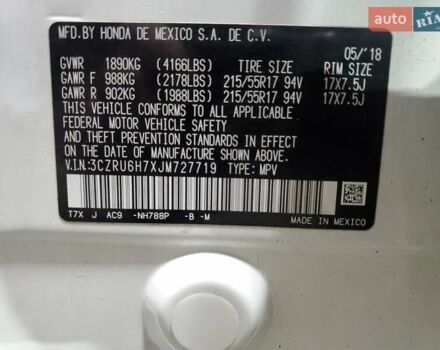 MFD.BY HONDA DE MEXICO S.A. DE C.V.
05/'18
GVWR 1890KG (4166LBS) TIRE SIZE RIM SIZE
GAWR F 988KG (2178LBS) 215/55R17 94V 17X7.5J
GAWR R 902KG (1988LBS) 215/55R17 94V 17X7.5J
THIS VEHICLE CONFORMS TO ALL APPLICABLE
FEDERAL MOTOR VEHICLE SAFETY, BUMPER,
AND THEFT PREVENTION STANDARDS IN EFFECT
ON THE DATE OF MANUFACTURE SHOWN ABOVE.
V.I.N:3CZRU6H7XJM727719 TYPE: MPV
T7X J AC9 -NH788P -B -M
MADE IN MEXICO
auto RIA